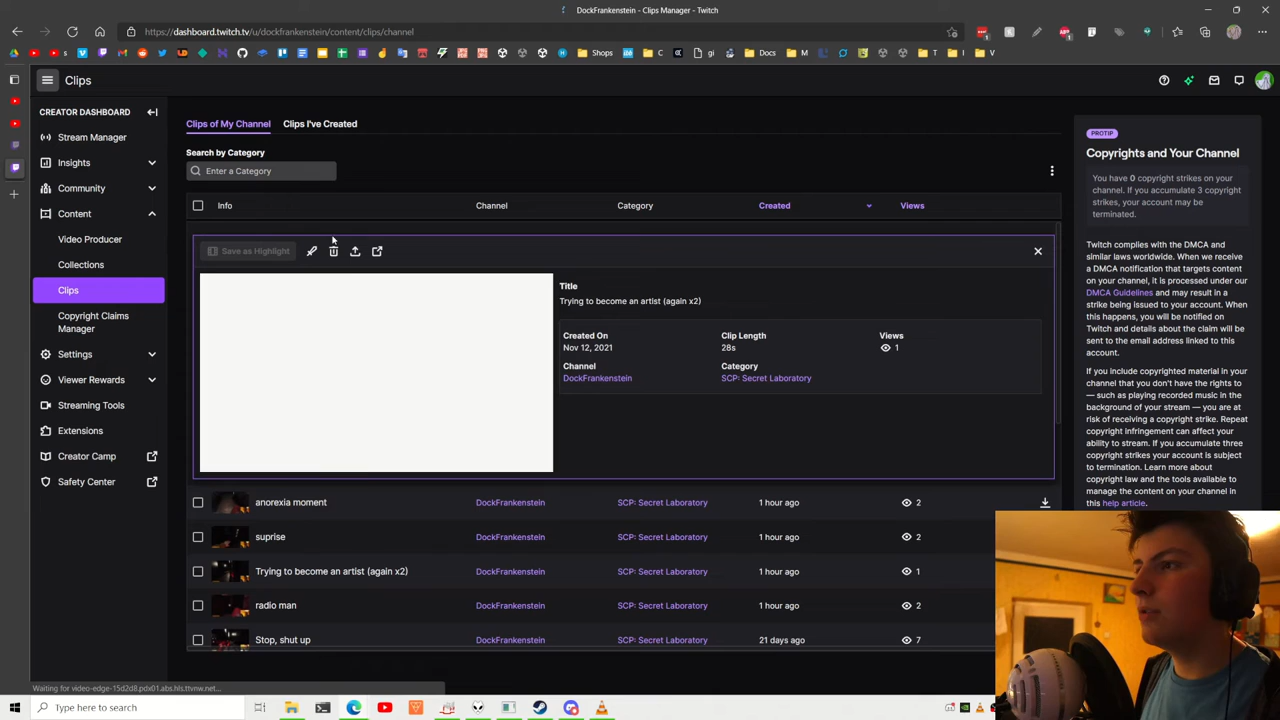 DockFrankenstein - Clips Manager - Twitch
https://dashboard.twitch.tv/u/dockfrankenstein/content/clips/channel
s
Shops
C
gi
Docs
M
T
I
V
Clips
CREATOR DASHBOARD
Stream Manager
Insights
Community
Content
Video Producer
Collections
Clips
Copyright Claims
Manager
Settings
Viewer Rewards
Streaming Tools
Extensions
Creator Camp
Safety Center
Clips of My Channel Clips I've Created
Search by Category
Enter a Category
Info Channel Category Created Views
Save as Highlight
Title
Trying to become an artist (again x2)
Created On Clip Length Views
Nov 12, 2021 28s 1
Channel Category
DockFrankenstein SCP: Secret Laboratory
anorexia moment DockFrankenstein SCP: Secret Laboratory 1 hour ago 2
suprise DockFrankenstein SCP: Secret Laboratory 1 hour ago 2
Trying to become an artist (again x2) DockFrankenstein SCP: Secret Laboratory 1 hour ago 1
radio man DockFrankenstein SCP: Secret Laboratory 1 hour ago 2
Stop, shut up DockFrankenstein SCP: Secret Laboratory 21 days ago 7
PROTIP
Copyrights and Your Channel
You have 0 copyright strikes on your
channel. If you accumulate 3 copyright
strikes, your account may be
terminated.
Twitch complies with the DMCA and
similar laws worldwide. When we receive
a DMCA notification that targets content
on your channel, it is processed under our
DMCA Guidelines and may result in a
strike being issued to your account. When
this happens, you will be notified on
Twitch and details about the claim will be
sent to the email address linked to this
account.
If you include copyrighted material in your
channel that you don't have the rights to
— such as playing recorded music in the
background of your stream — you are at
risk of receiving a copyright strike. Repeat
copyright infringement can affect your
ability to stream. If you accumulate three
copyright strikes your account is subject
to termination. Learn more about
copyright law and the tools available to
manage the content on your channel in
this help article.
Waiting for video-edge-15d2d8.pdx01.abs.hls.ttvnw.net...
Type here to search